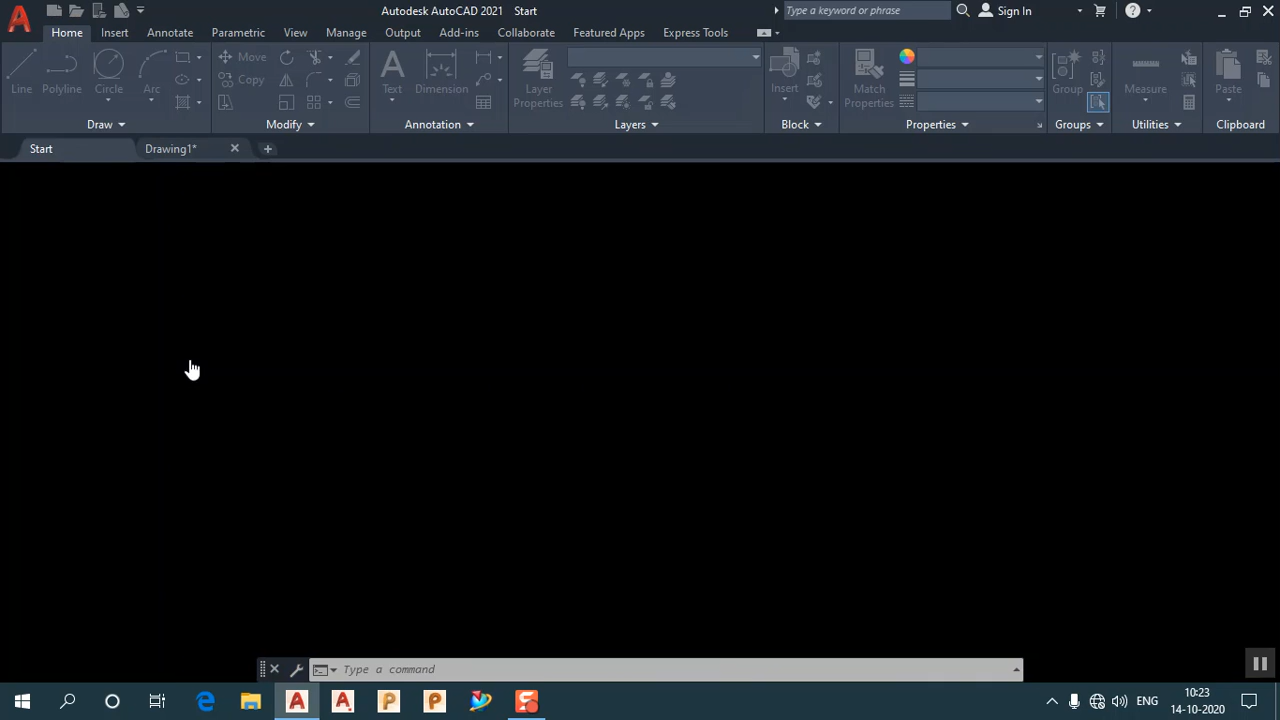 Autodesk AutoCAD 2021 Start
Type a keyword or phrase
Sign In
Home Insert Annotate Parametric View Manage Output Add-ins Collaborate Featured Apps Express Tools
Line Polyline Circle Arc
Move
Copy
Text Dimension
Layer Properties
Insert
Match Properties
Group
Measure
Paste
Draw Modify Annotation Layers Block Properties Groups Utilities Clipboard
Start Drawing1*
Type a command
ENG
10:23
14-10-2020